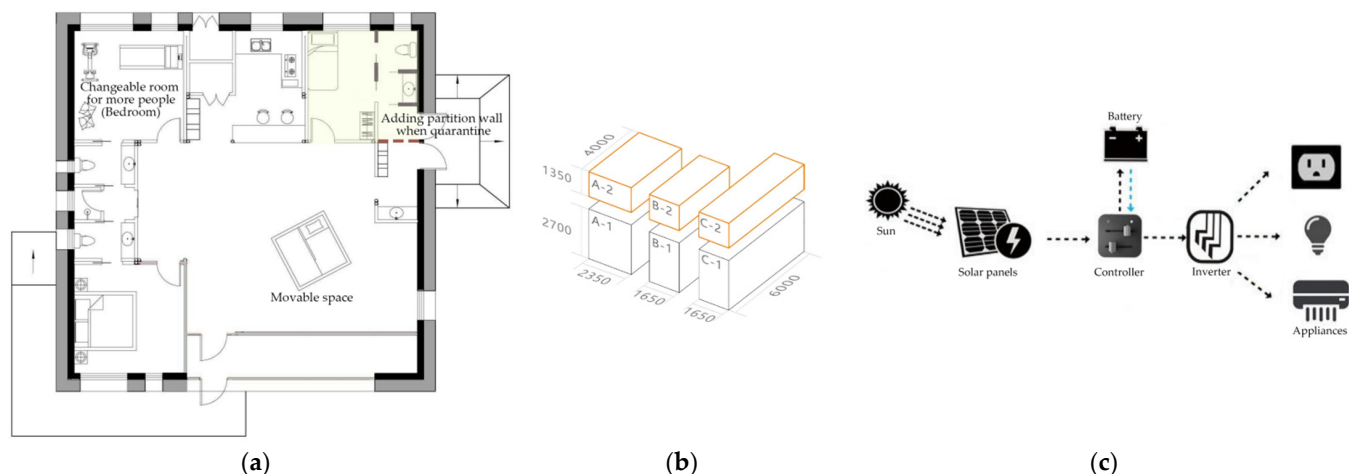 Changeable room
for more people
(Bedroom)
Adding partition wall
when quarantine
Movable space
(a)
4000
1350
2700
A-2
B-2
C-2
A-1
B-1
C-1
2350
1650
1650
6000
(b)
Battery
Sun
Solar panels
Controller
Inverter
Appliances
(c)